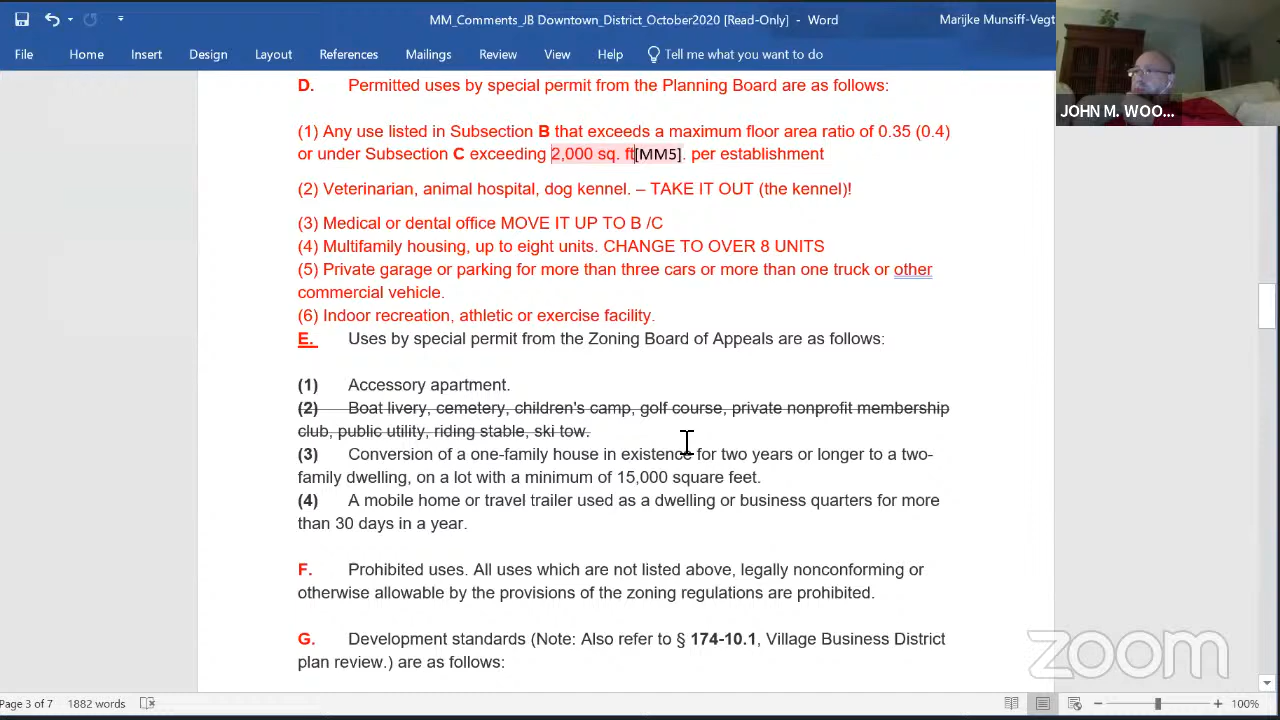 MM_Comments_JB Downtown_District_October2020 [Read-Only] - Word
Marijke Munsiff-Vegt
File Home Insert Design Layout References Mailings Review View Help Tell me what you want to do
JOHN M. WOO...
D. Permitted uses by special permit from the Planning Board are as follows:
(1) Any use listed in Subsection B that exceeds a maximum floor area ratio of 0.35 (0.4)
or under Subsection C exceeding 2,000 sq. ft[MM5]. per establishment
(2) Veterinarian, animal hospital, dog kennel. – TAKE IT OUT (the kennel)!
(3) Medical or dental office MOVE IT UP TO B /C
(4) Multifamily housing, up to eight units. CHANGE TO OVER 8 UNITS
(5) Private garage or parking for more than three cars or more than one truck or other
commercial vehicle.
(6) Indoor recreation, athletic or exercise facility.
E. Uses by special permit from the Zoning Board of Appeals are as follows:
(1) Accessory apartment.
(2) Boat livery, cemetery, children's camp, golf course, private nonprofit membership
club, public utility, riding stable, ski tow.
(3) Conversion of a one-family house in existence for two years or longer to a two-
family dwelling, on a lot with a minimum of 15,000 square feet.
(4) A mobile home or travel trailer used as a dwelling or business quarters for more
than 30 days in a year.
F. Prohibited uses. All uses which are not listed above, legally nonconforming or
otherwise allowable by the provisions of the zoning regulations are prohibited.
G. Development standards (Note: Also refer to § 174-10.1, Village Business District
plan review.) are as follows:
zoom
Page 3 of 7 1882 words 100%